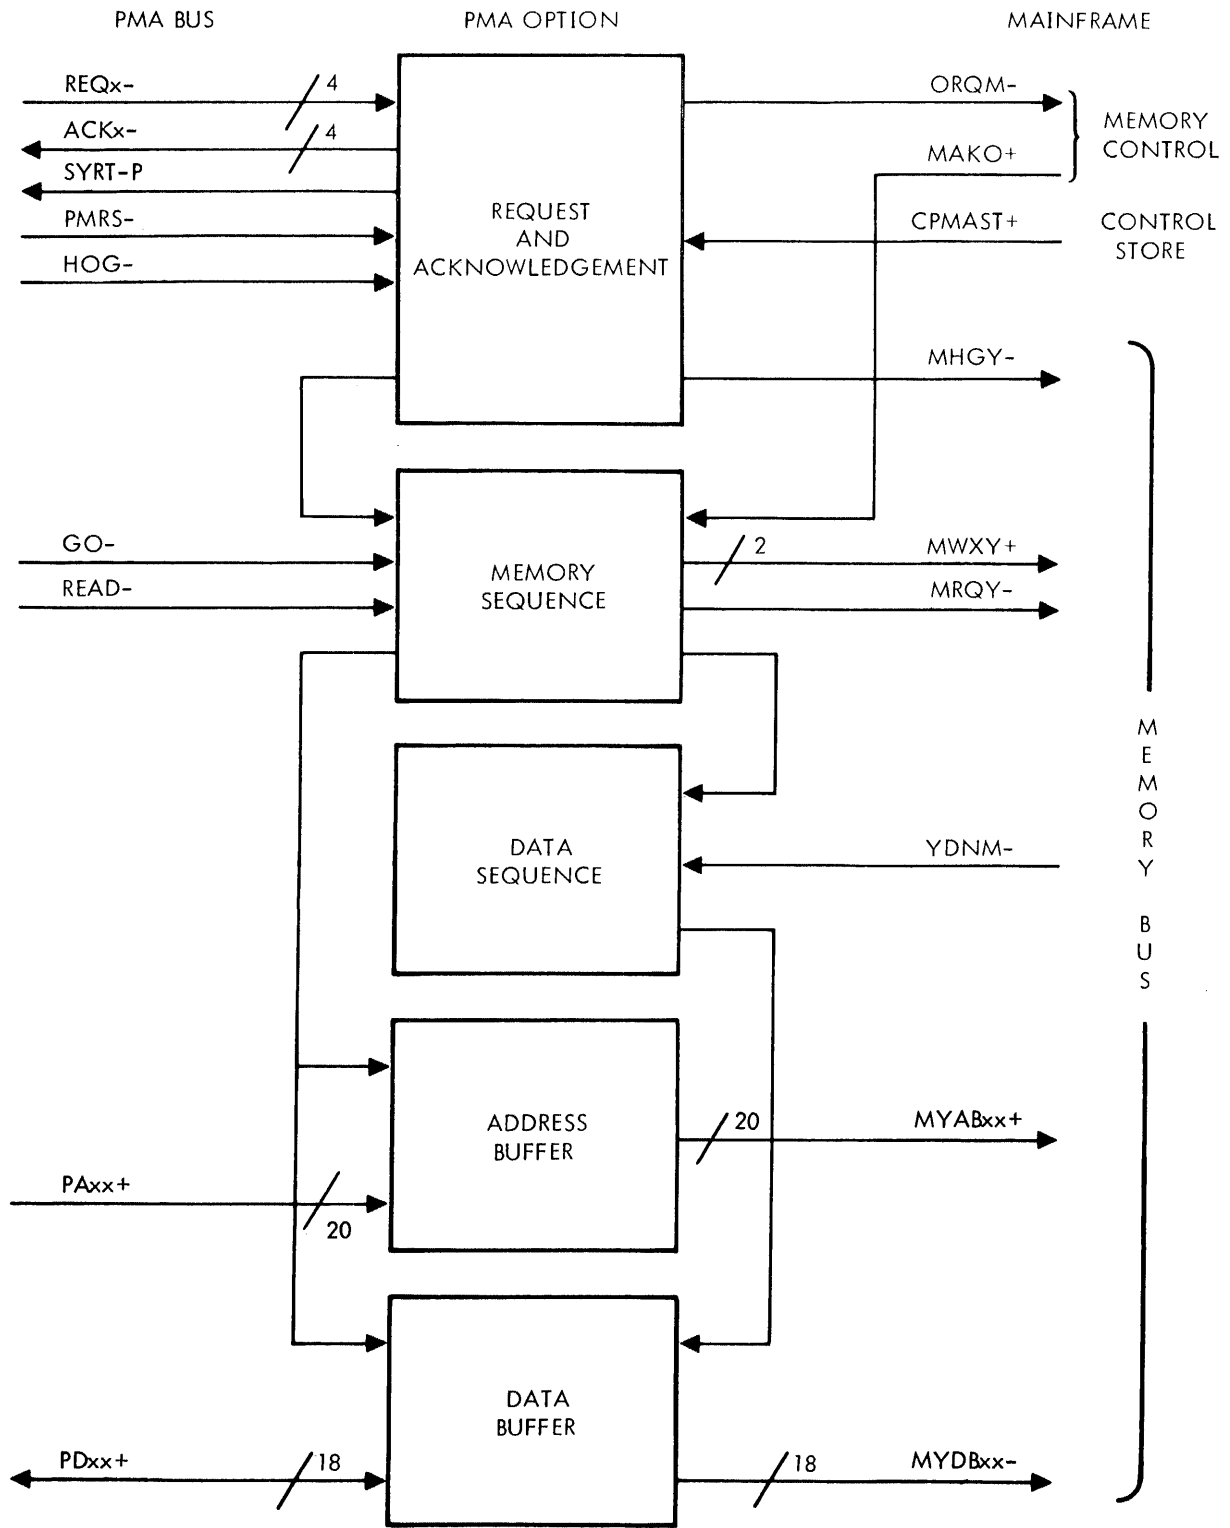 PMA BUS
PMA OPTION
MAINFRAME
REQx-
4
ORQM-
ACKx-
4
MEMORY
CONTROL
MAKO+
SYRT-P
PMRS-
REQUEST
AND
ACKNOWLEDGEMENT
CPMAST+
CONTROL
STORE
HOG-
MHGY-
GO-
2
MWXY+
READ-
MEMORY
SEQUENCE
MRQY-
MEMORY BUS
DATA
SEQUENCE
YDNM-
ADDRESS
BUFFER
20
MYABxx+
PAxx+
20
DATA
BUFFER
PDxx+
18
18
MYDBxx-